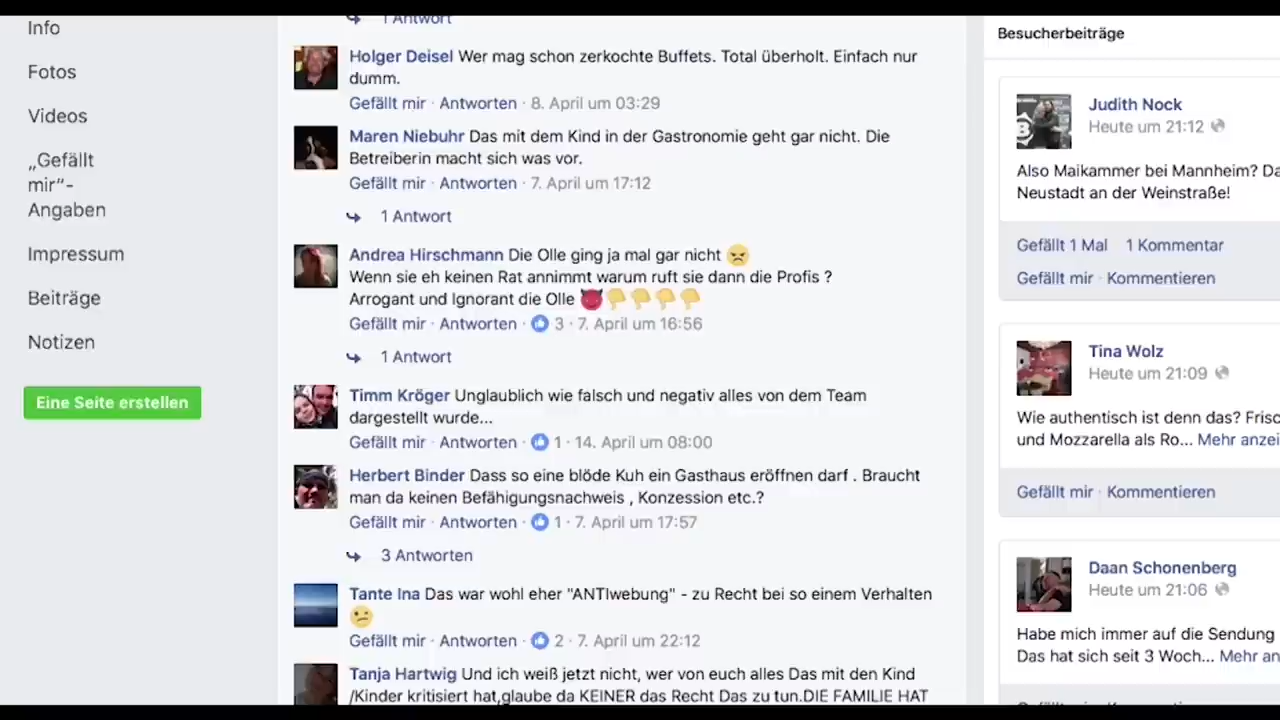 Info
Fotos
Videos
„Gefällt
mir“-
Angaben
Impressum
Beiträge
Notizen
Eine Seite erstellen
1 Antwort
Holger Deisel Wer mag schon zerkochte Buffets. Total überholt. Einfach nur
dumm.
Gefällt mir · Antworten · 8. April um 03:29
Maren Niebuhr Das mit dem Kind in der Gastronomie geht gar nicht. Die
Betreiberin macht sich was vor.
Gefällt mir · Antworten · 7. April um 17:12
1 Antwort
Andrea Hirschmann Die Olle ging ja mal gar nicht 😠
Wenn sie eh keinen Rat annimmt warum ruft sie dann die Profis ?
Arrogant und Ignorant die Olle 👿👇👇👇👇
Gefällt mir · Antworten · 3 · 7. April um 16:56
1 Antwort
Timm Kröger Unglaublich wie falsch und negativ alles von dem Team
dargestellt wurde...
Gefällt mir · Antworten · 1 · 14. April um 08:00
Herbert Binder Dass so eine blöde Kuh ein Gasthaus eröffnen darf . Braucht
man da keinen Befähigungsnachweis , Konzession etc.?
Gefällt mir · Antworten · 1 · 7. April um 17:57
3 Antworten
Tante Ina Das war wohl eher "ANTIwebung" - zu Recht bei so einem Verhalten
😕
Gefällt mir · Antworten · 2 · 7. April um 22:12
Tanja Hartwig Und ich weiß jetzt nicht, wer von euch alles Das mit den Kind
/Kinder kritisiert hat,glaube da KEINER das Recht Das zu tun.DIE FAMILIE HAT
Besucherbeiträge
Judith Nock
Heute um 21:12
Also Maikammer bei Mannheim?
Neustadt an der Weinstraße!
Gefällt 1 Mal 1 Kommentar
Gefällt mir · Kommentieren
Tina Wolz
Heute um 21:09
Wie authentisch ist denn das?
und Mozzarella als Ro... Mehr
Gefällt mir · Kommentieren
Daan Schonenberg
Heute um 21:06
Habe mich immer auf die Sendung
Das hat sich seit 3 Woch... Mehr